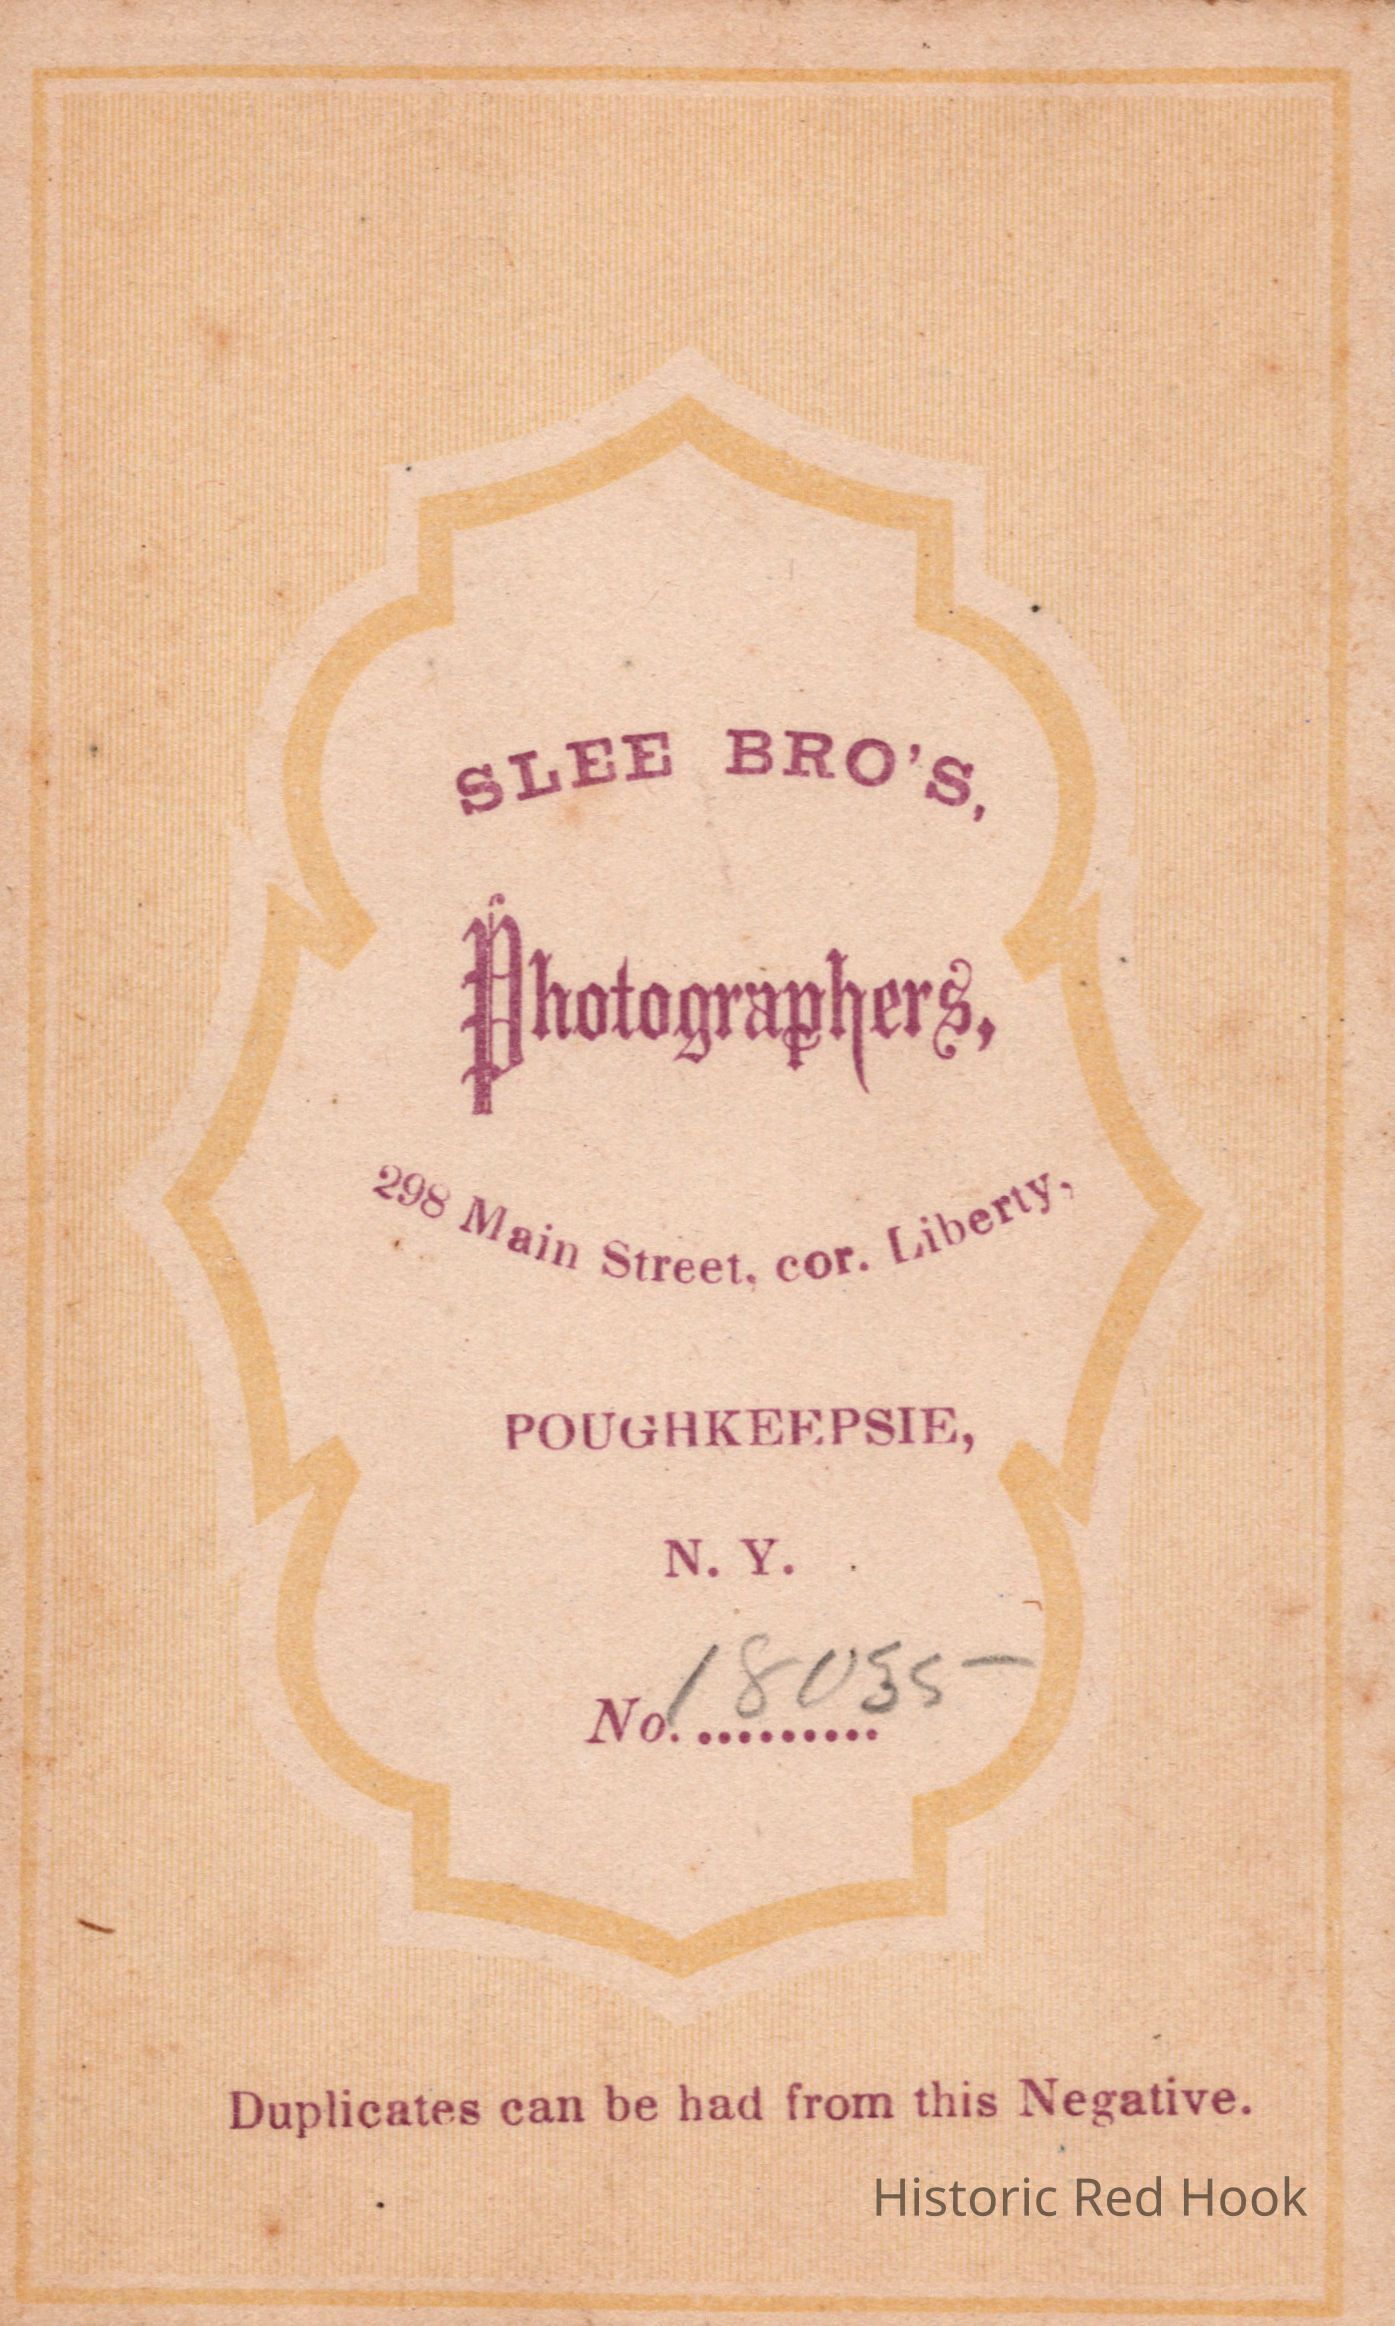 SLEE BRO'S,
Photographers,
298 Main Street, cor. Liberty,
POUGHKEEPSIE,
N. Y.
No. ......... 18035
Duplicates can be had from this Negative.
Historic Red Hook